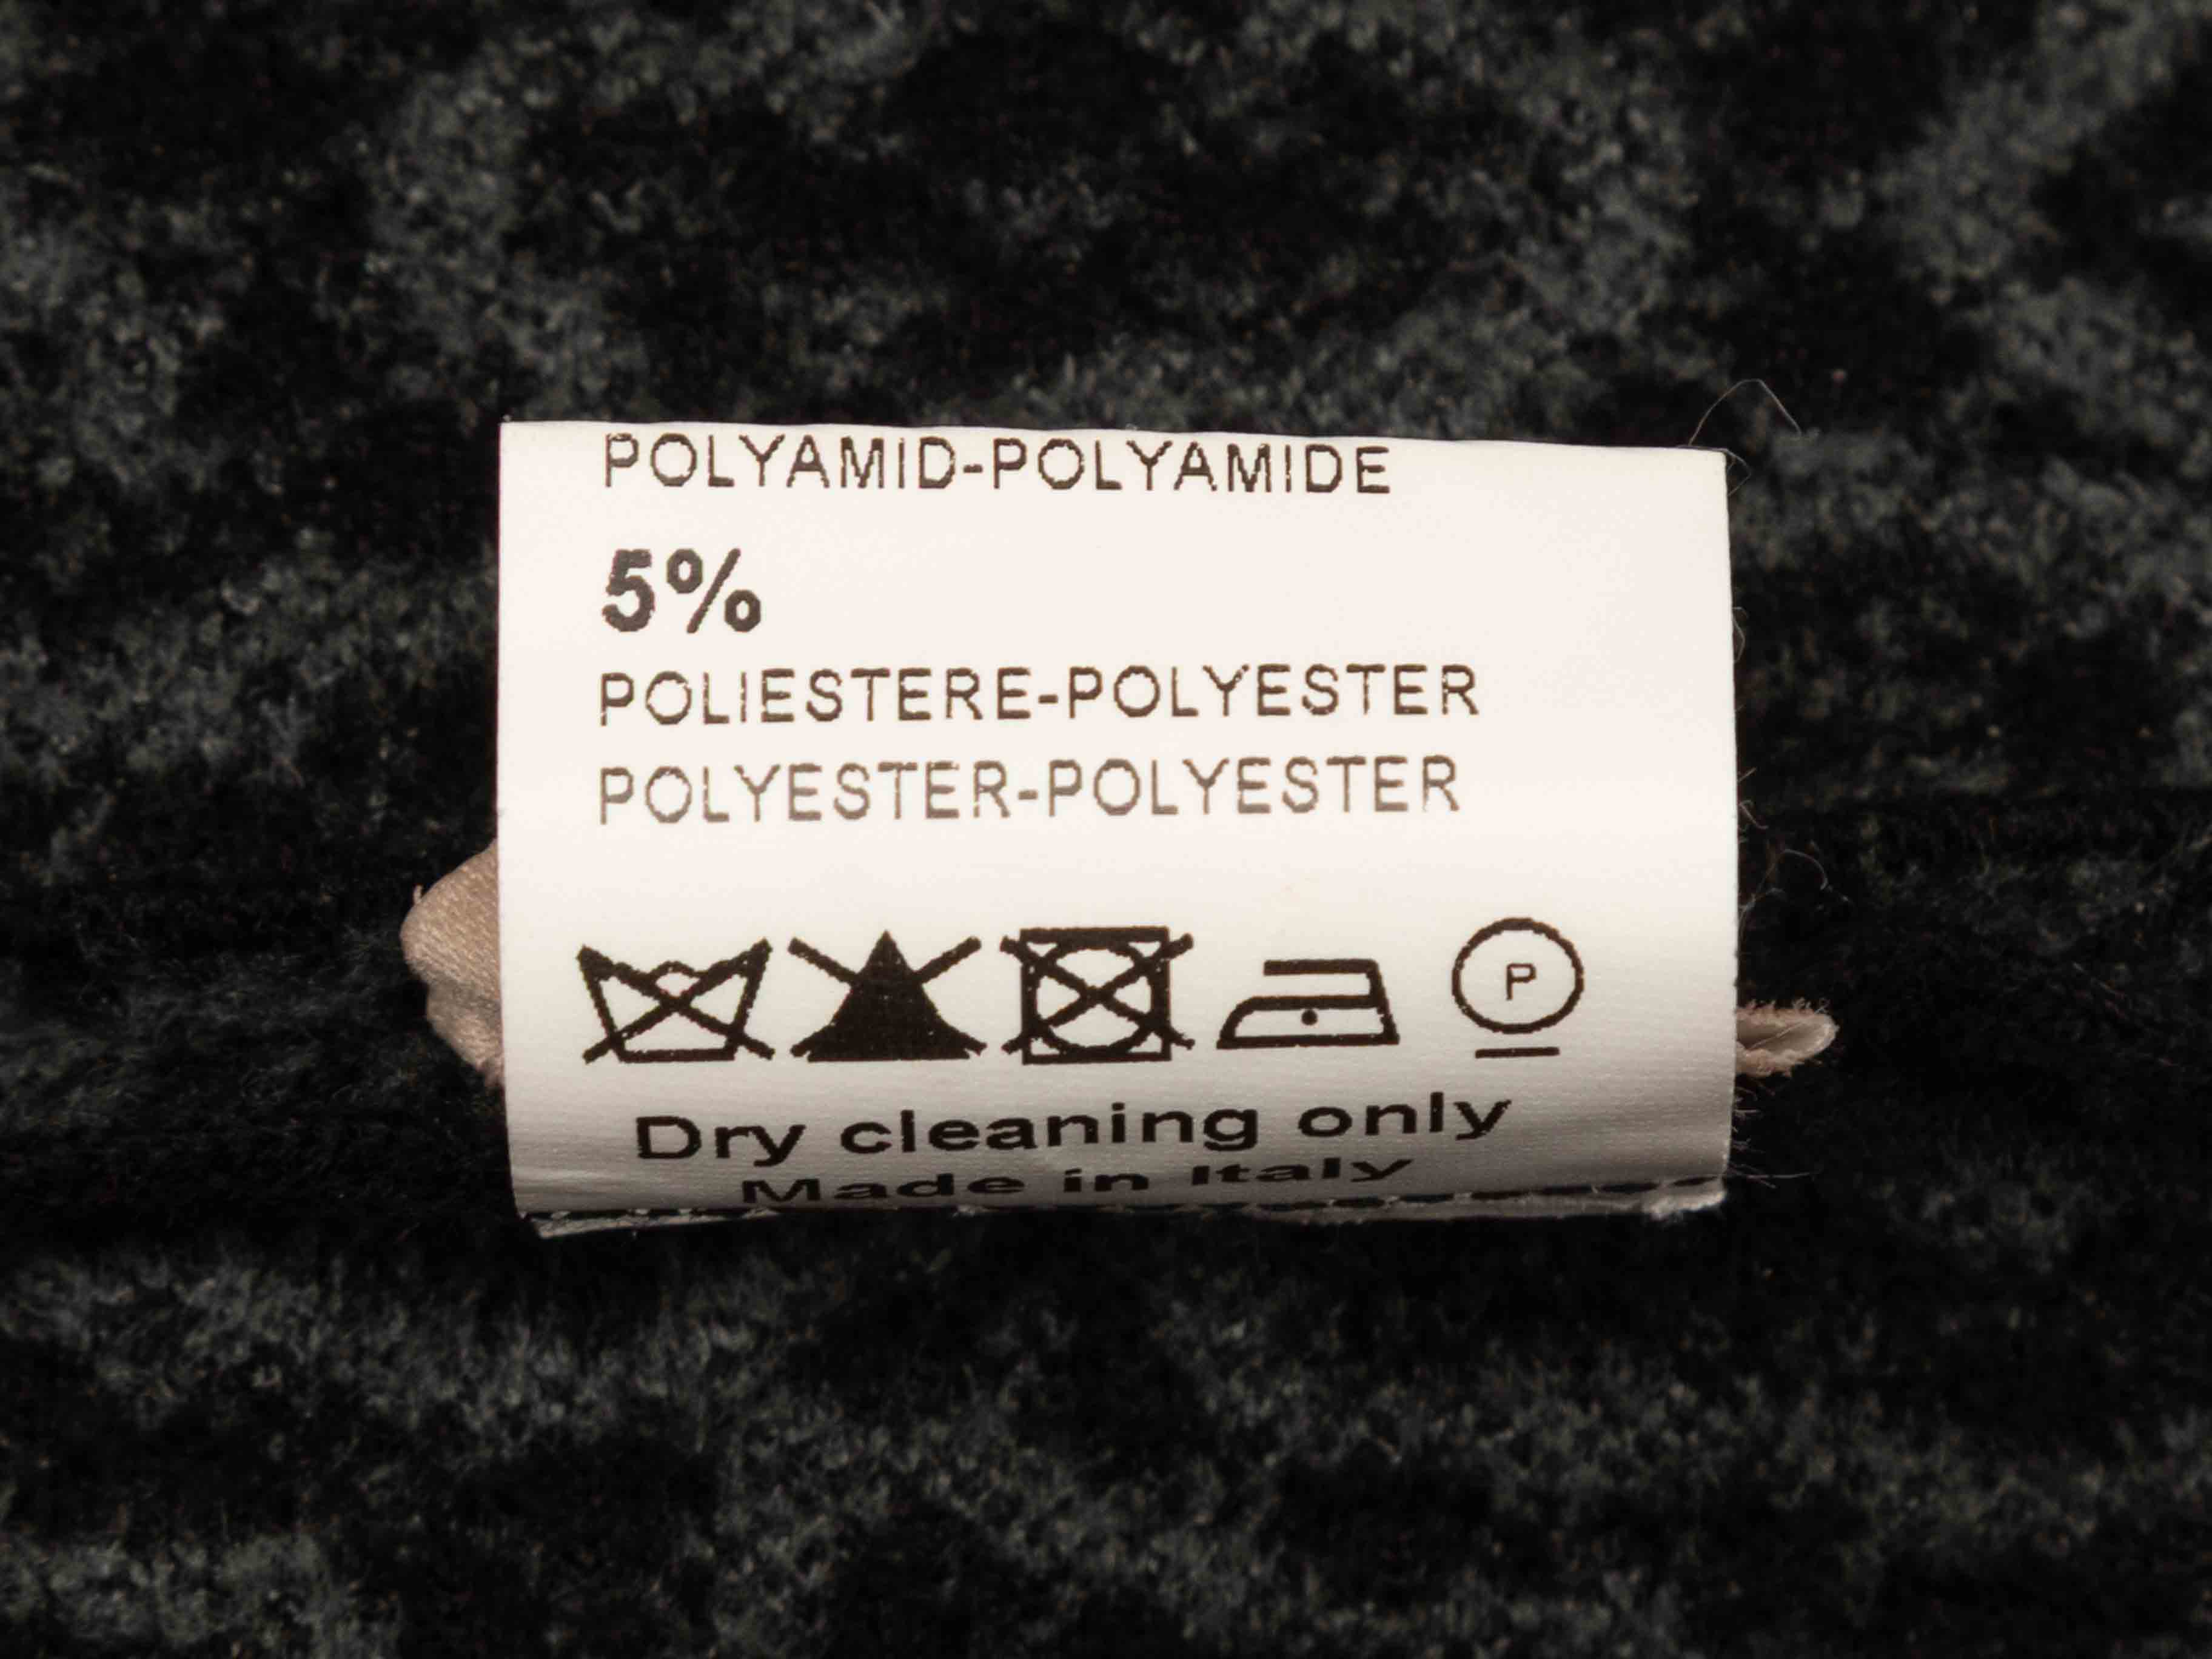 POLYAMID-POLYAMIDE
5%
POLIESTERE-POLYESTER
POLYESTER-POLYESTER
P
Dry cleaning only
Made in Italy